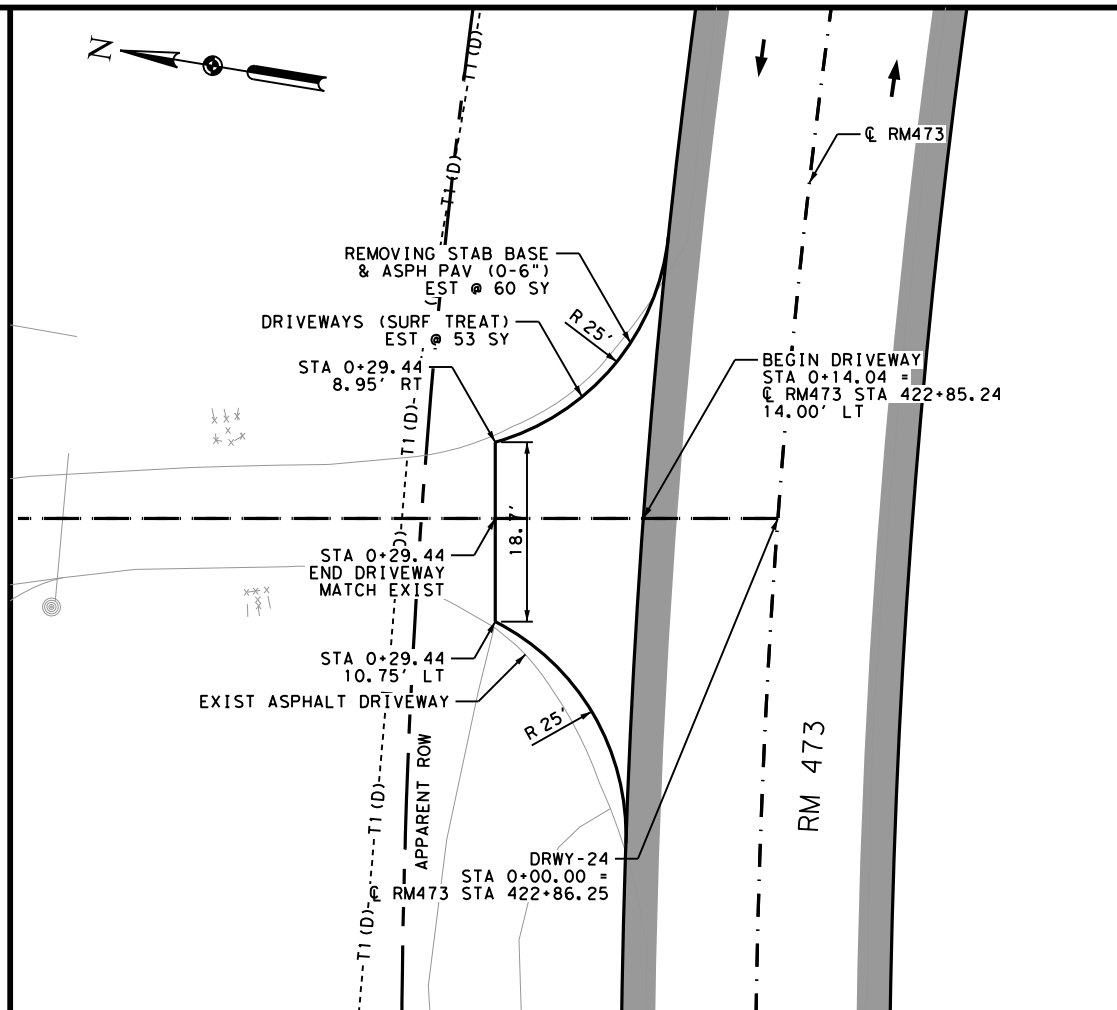 N
T1(D)
℄ RM473
T1(D)
REMOVING STAB BASE
& ASPH PAV (0-6")
EST @ 60 SY
R 25'
DRIVEWAYS (SURF TREAT)
EST @ 53 SY
STA 0+29.44
8.95' RT
BEGIN DRIVEWAY
STA 0+14.04 =
℄ RM473 STA 422+85.24
14.00' LT
T1(D)
18.7'
STA 0+29.44
END DRIVEWAY
MATCH EXIST
STA 0+29.44
10.75' LT
EXIST ASPHALT DRIVEWAY
R 25'
APPARENT ROW
RM 473
T1(D)
DRWY-24
STA 0+00.00 =
℄ RM473 STA 422+86.25
T1(D)